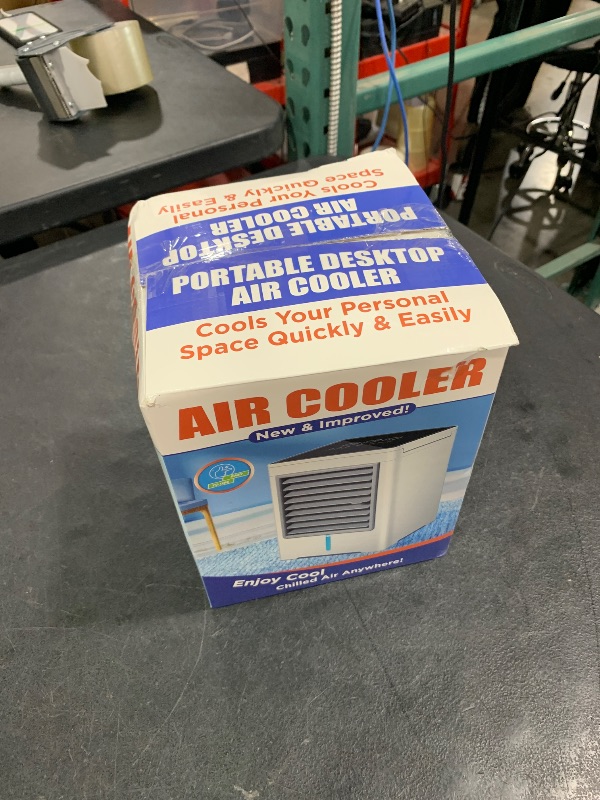 Cools Your Personal
Space Quickly & Easily
PORTABLE DESKTOP
AIR COOLER
PORTABLE DESKTOP
AIR COOLER
Cools Your Personal
Space Quickly & Easily
AIR COOLER
New & Improved!
Enjoy Cool
Chilled Air Anywhere!